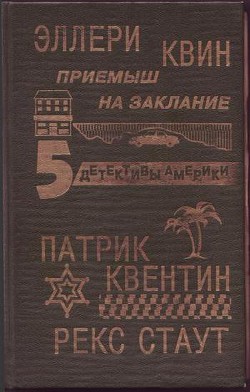 ЭЛЛЕРИ
КВИН
ПРИЕМЫШ
НА ЗАКЛАНИЕ
5 ДЕТЕКТИВЫ АМЕРИКИ
ПАТРИК
КВЕНТИН
РЕКС СТАУТ